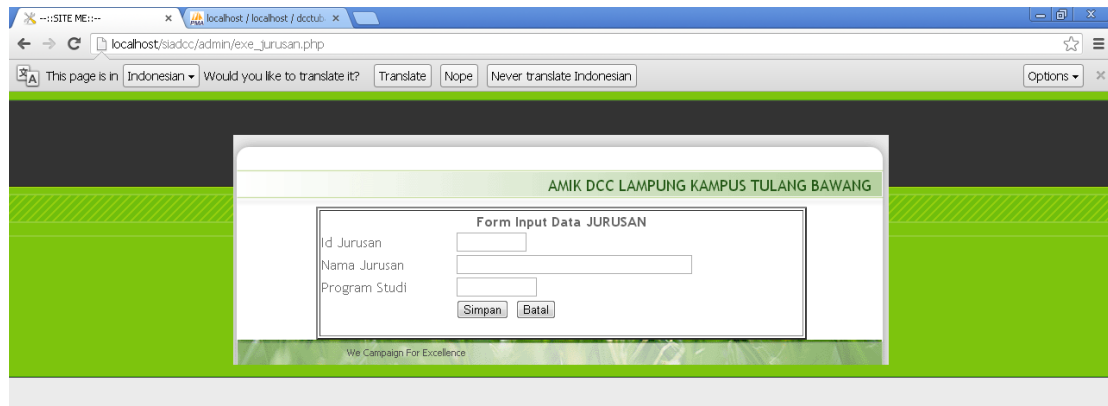 --::SITE ME::--
localhost / localhost / dcctub
localhost/siadcc/admin/exe_jurusan.php
This page is in Indonesian Would you like to translate it? Translate Nope Never translate Indonesian Options
AMIK DCC LAMPUNG KAMPUS TULANG BAWANG
Form Input Data JURUSAN
Id Jurusan
Nama Jurusan
Program Studi
Simpan Batal
We Campaign For Excellence